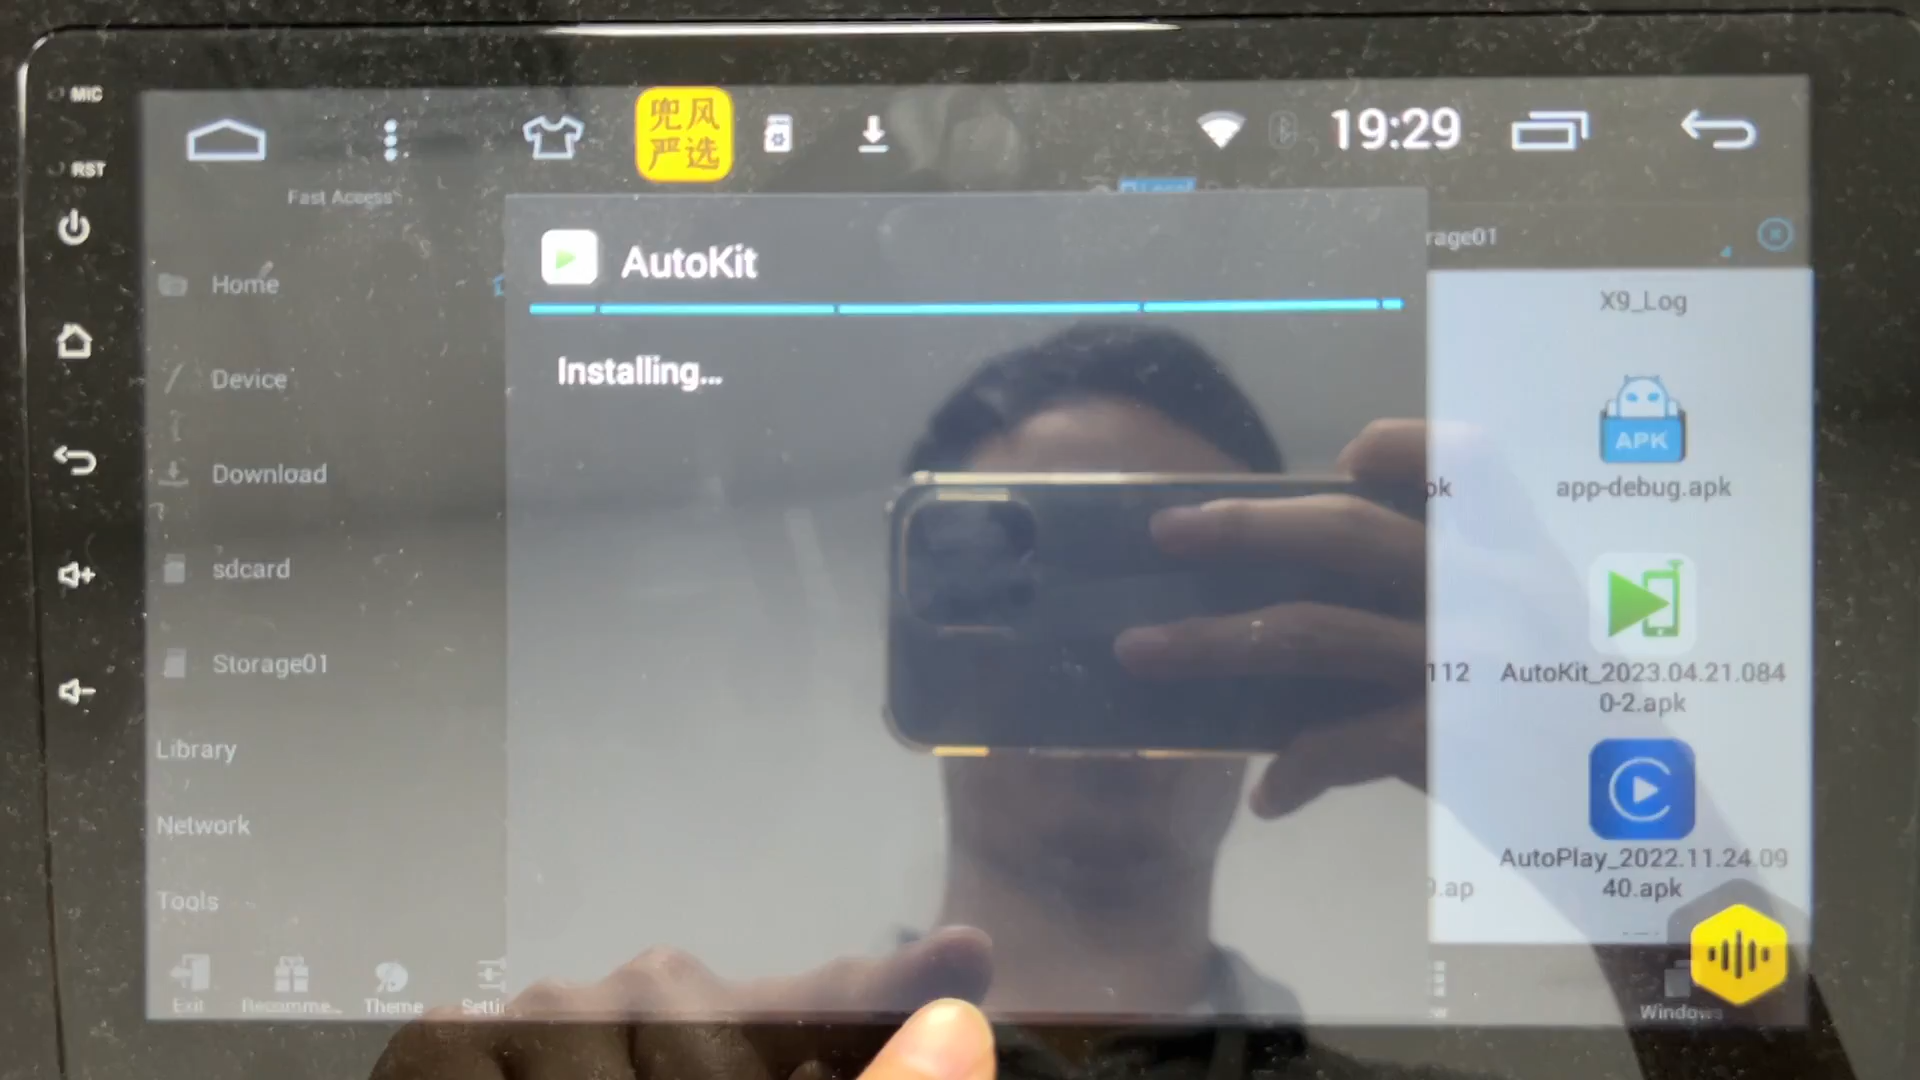 MIC
RST
兜风
严选
19:29
Fast Access
Home
Device
Download
sdcard
Storage01
Library
Network
Tools
Exit
Recomme...
Theme
AutoKit
Installing...
rage01
X9_Log
APK
app-debug.apk
112
AutoKit_2023.04.21.084
0-2.apk
AutoPlay_2022.11.24.09
40.apk
.ap
Windows